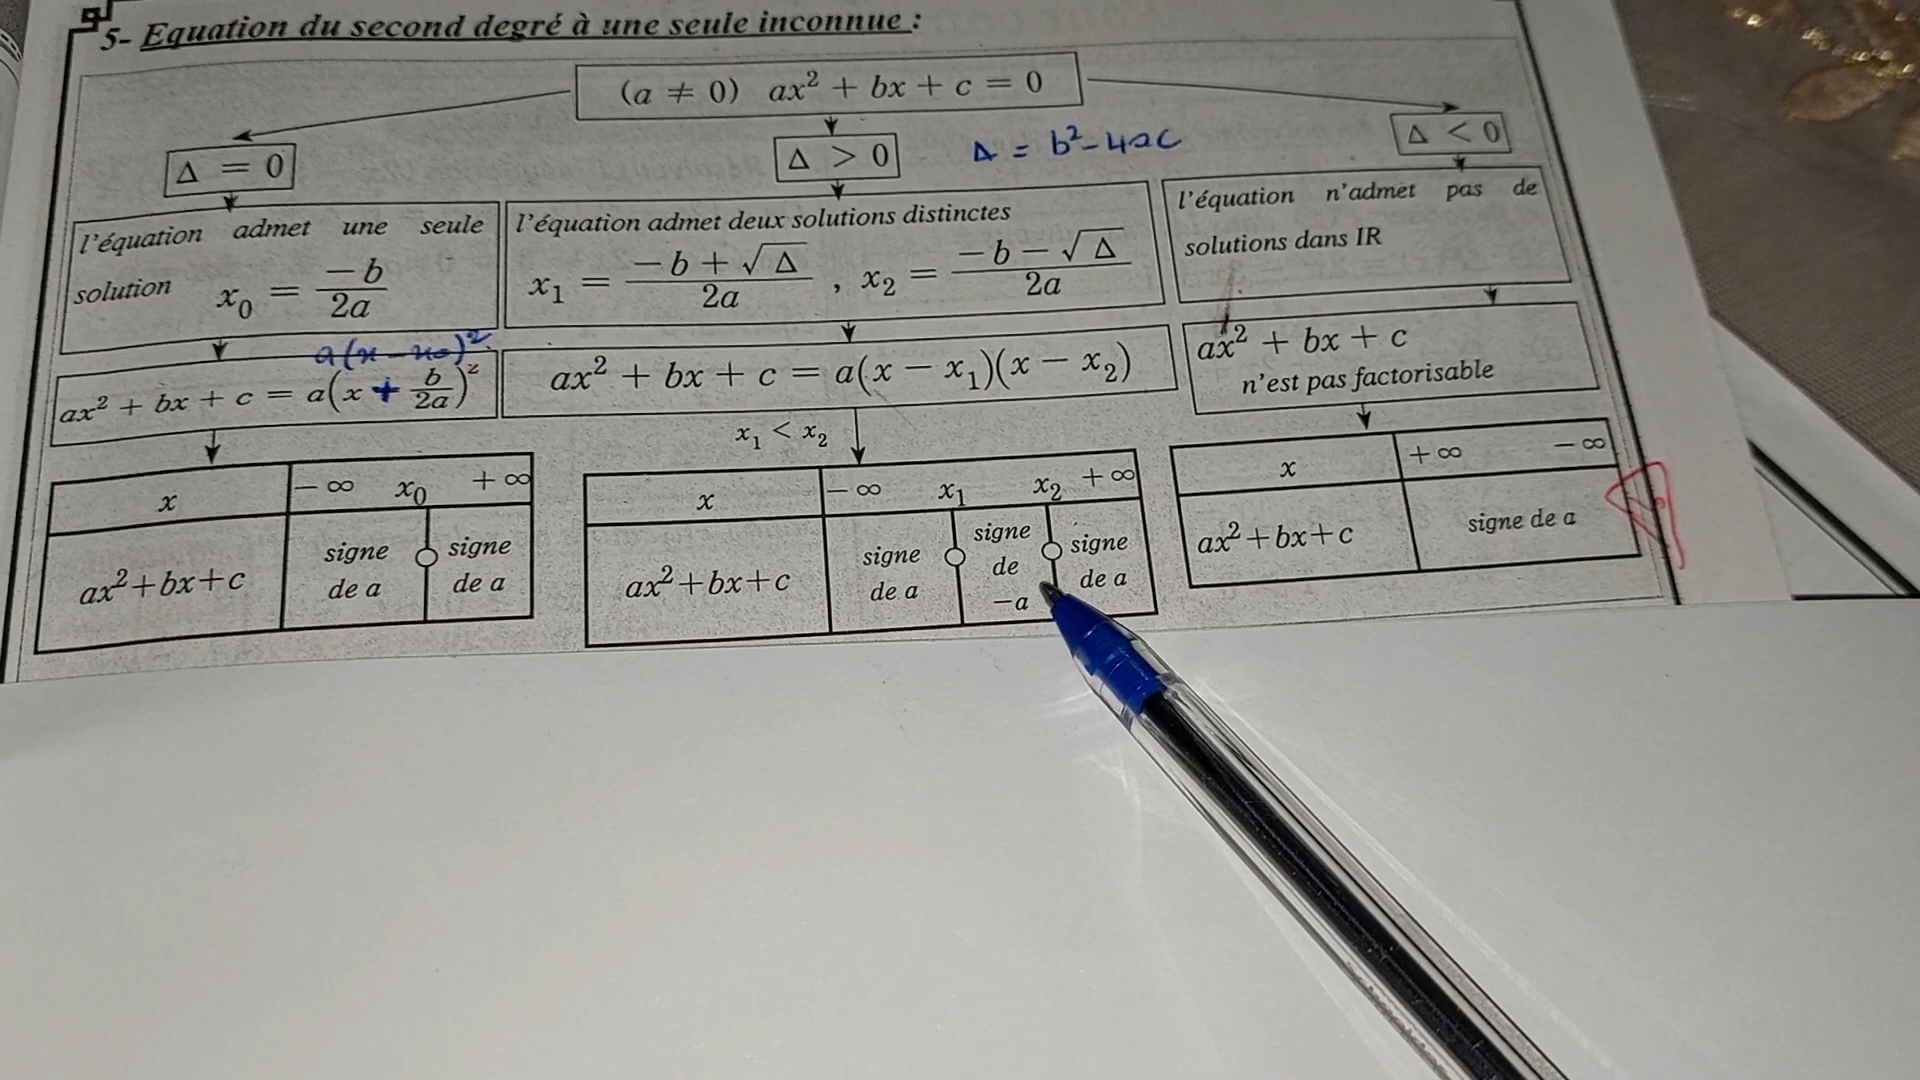 5- Equation du second degré à une seule inconnue :
(a ≠ 0) ax² + bx + c = 0
Δ = 0
Δ > 0
Δ = b² - 4ac
Δ < 0
l'équation admet une seule
solution x₀ = -b / 2a
l'équation admet deux solutions distinctes
x₁ = (-b + √Δ) / 2a , x₂ = (-b - √Δ) / 2a
l'équation n'admet pas de
solutions dans IR
a(x - x₀)²
ax² + bx + c = a(x + b/2a)²
ax² + bx + c = a(x - x₁)(x - x₂)
ax² + bx + c
n'est pas factorisable
x₁ < x₂
x -∞ x₀ +∞
ax² + bx + c
signe
de a
signe
de a
x -∞ x₁ x₂ +∞
ax² + bx + c
signe
de a
signe
de
-a
signe
de a
x +∞ -∞
ax² + bx + c signe de a